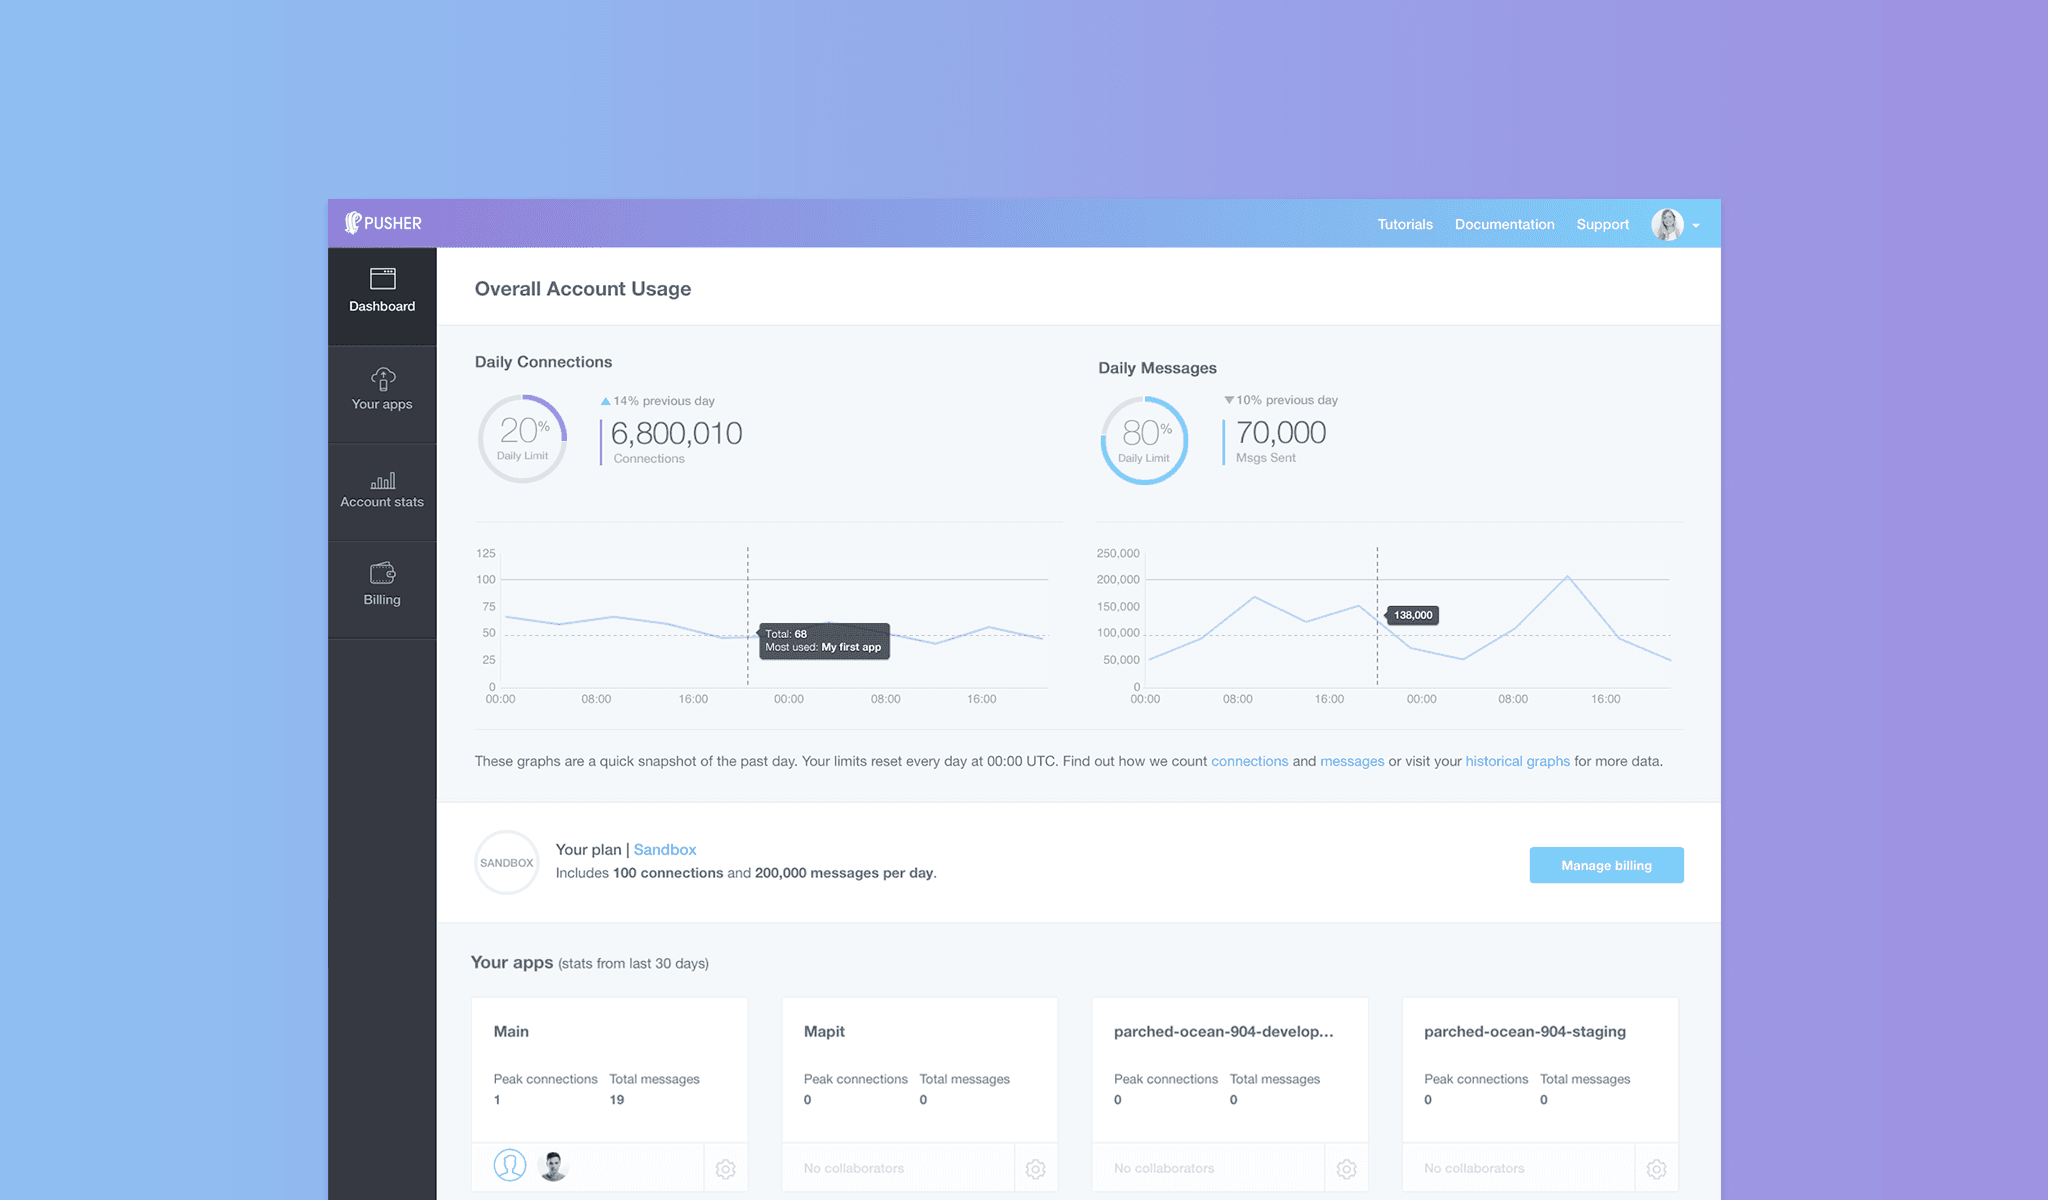 PUSHER
Tutorials Documentation Support
Dashboard
Your apps
Account stats
Billing
Overall Account Usage
Daily Connections
20%
Daily Limit
14% previous day
6,800,010
Connections
Daily Messages
80%
Daily Limit
10% previous day
70,000
Msgs Sent
125
100
75
50
25
0
00:00 08:00 16:00 00:00 08:00 16:00
Total: 68
Most used: My first app
250,000
200,000
150,000
100,000
50,000
0
00:00 08:00 16:00 00:00 08:00 16:00
138,000
These graphs are a quick snapshot of the past day. Your limits reset every day at 00:00 UTC. Find out how we count connections and messages or visit your historical graphs for more data.
SANDBOX
Your plan | Sandbox
Includes 100 connections and 200,000 messages per day.
Manage billing
Your apps (stats from last 30 days)
Main
Peak connections Total messages
1 19
Mapit
Peak connections Total messages
0 0
No collaborators
parched-ocean-904-develop...
Peak connections Total messages
0 0
No collaborators
parched-ocean-904-staging
Peak connections Total messages
0 0
No collaborators